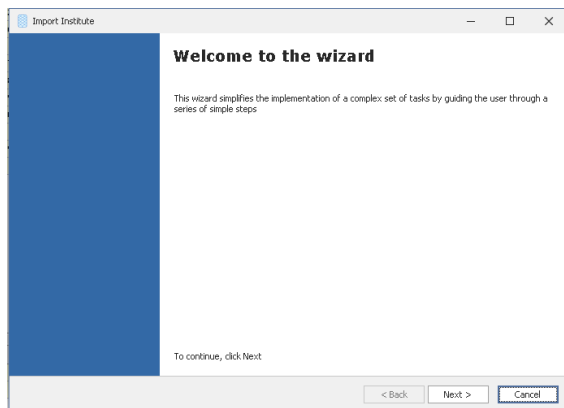 Import Institute
Welcome to the wizard
This wizard simplifies the implementation of a complex set of tasks by guiding the user through a
series of simple steps
To continue, click Next
< Back
Next >
Cancel